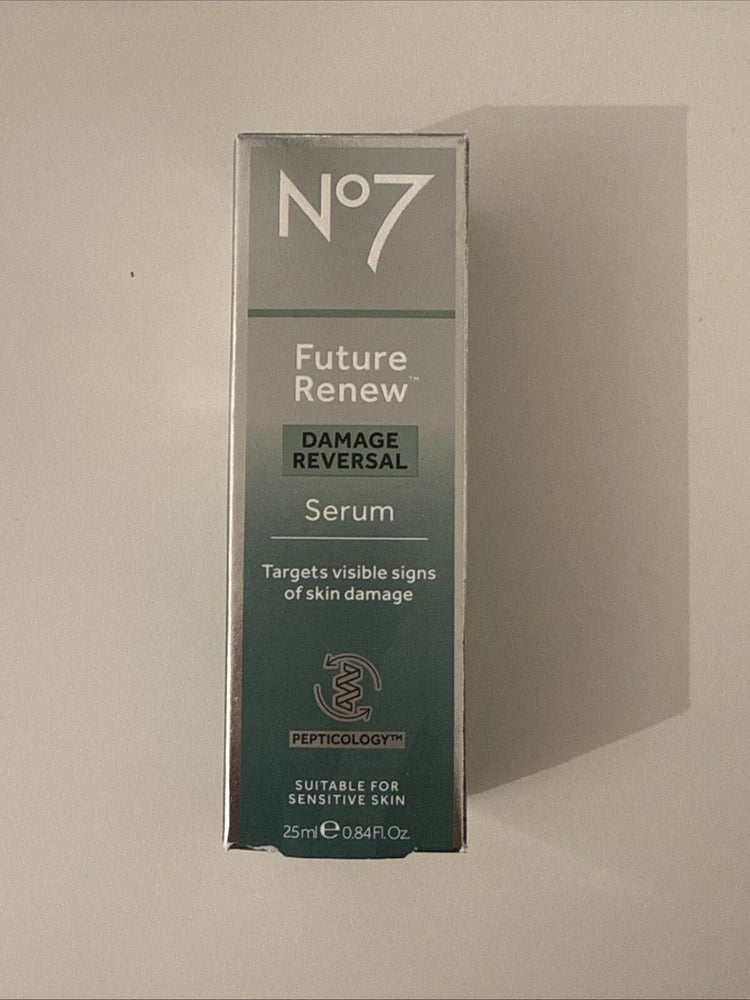 No7
Future
Renew™
DAMAGE
REVERSAL
Serum
Targets visible signs
of skin damage
PEPTICOLOGY™
SUITABLE FOR
SENSITIVE SKIN
25ml℮0.84Fl.Oz.